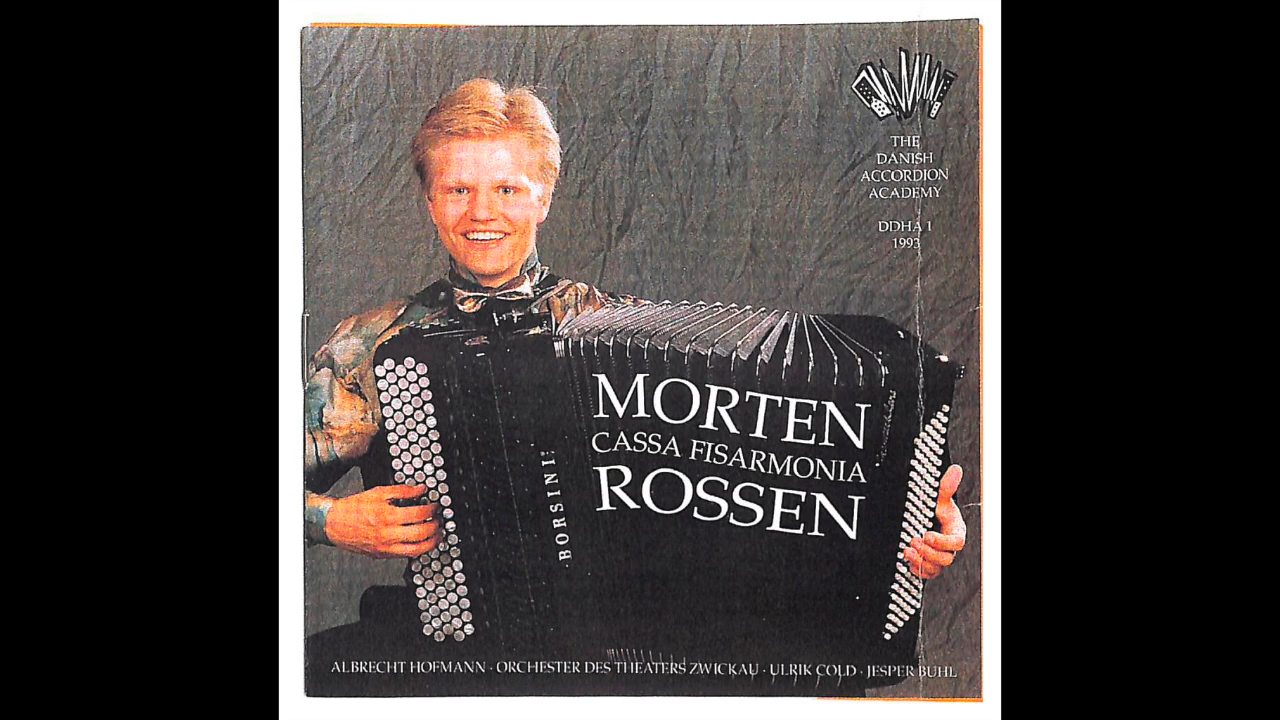 THE
DANISH
ACCORDION
ACADEMY
DDHA 1
1993
MORTEN
CASSA FISARMONIA
ROSSEN
BORSINI
ALBRECHT HOFMANN · ORCHESTER DES THEATERS ZWICKAU · ULRIK COLD · JESPER BUHL